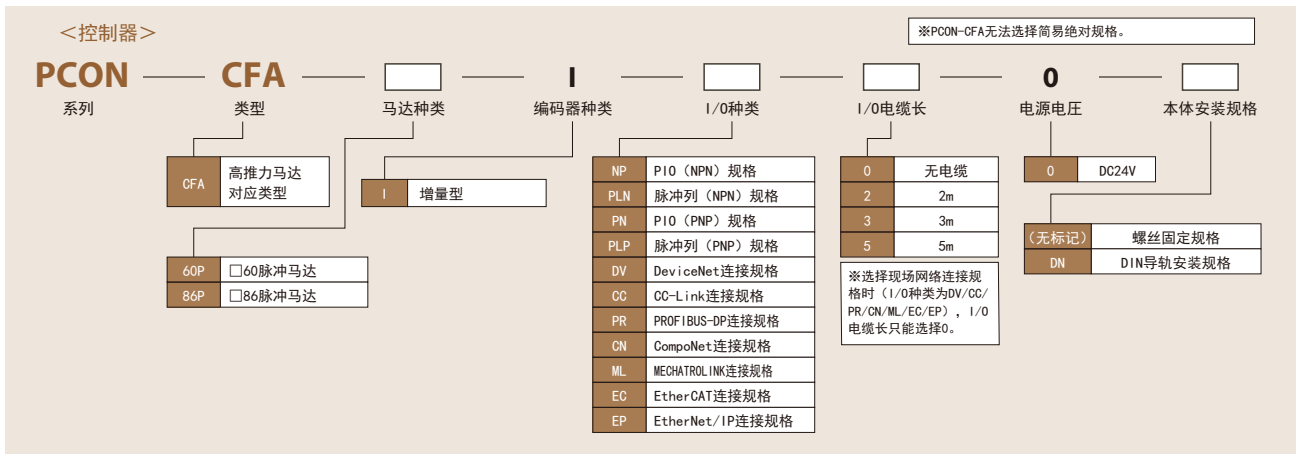 ＜控制器＞
※PCON-CFA无法选择简易绝对规格。
PCON CFA I 0
系列 类型 马达种类 编码器种类 I/O种类 I/O电缆长 电源电压 本体安装规格
CFA 高推力马达
对应类型
60P □60脉冲马达
86P □86脉冲马达
I 增量型
NP PIO（NPN）规格
PLN 脉冲列（NPN）规格
PN PIO（PNP）规格
PLP 脉冲列（PNP）规格
DV DeviceNet连接规格
CC CC-Link连接规格
PR PROFIBUS-DP连接规格
CN CompoNet连接规格
ML MECHATROLINK连接规格
EC EtherCAT连接规格
EP EtherNet/IP连接规格
0 无电缆
2 2m
3 3m
5 5m
※选择现场网络连接规
格时（I/O种类为DV/CC/
PR/CN/ML/EC/EP），I/O
电缆长只能选择0。
0 DC24V
（无标记） 螺丝固定规格
DN DIN导轨安装规格